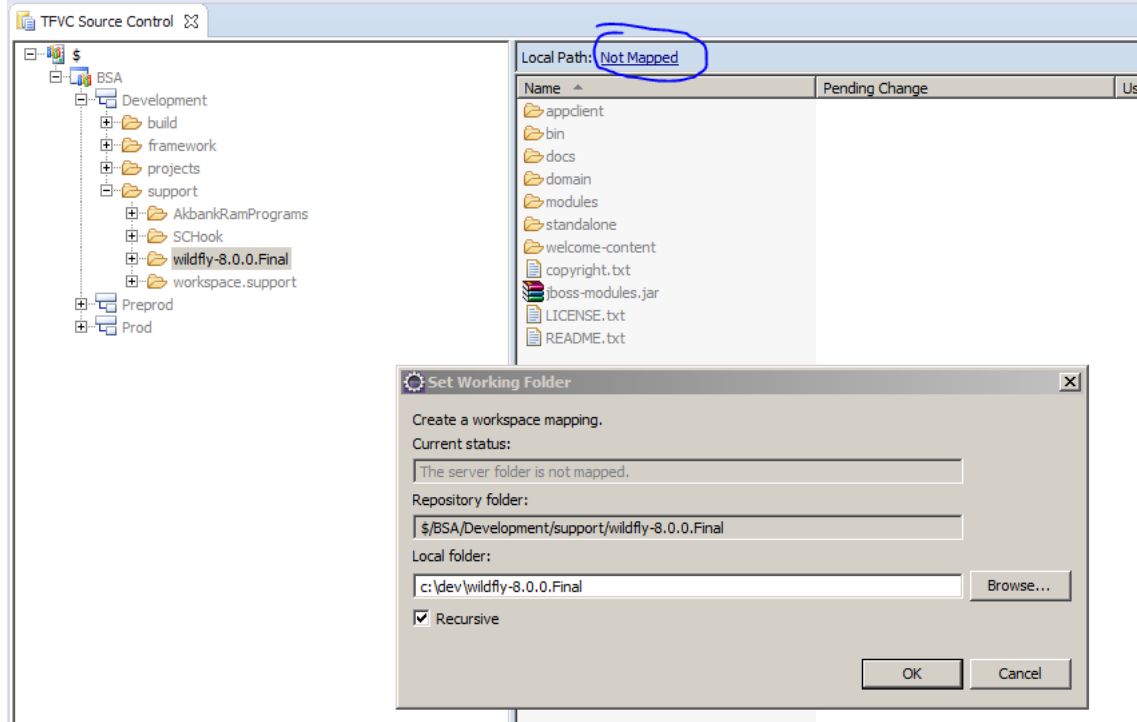 TFVC Source Control
$
BSA
Development
build
framework
projects
support
AkbankRamPrograms
SCHook
wildfly-8.0.0.Final
workspace.support
Preprod
Prod
Local Path: Not Mapped
Name Pending Change Us
appclient
bin
docs
domain
modules
standalone
welcome-content
copyright.txt
jboss-modules.jar
LICENSE.txt
README.txt
Set Working Folder
Create a workspace mapping.
Current status:
The server folder is not mapped.
Repository folder:
$/BSA/Development/support/wildfly-8.0.0.Final
Local folder:
c:\dev\wildfly-8.0.0.Final Browse...
Recursive
OK Cancel